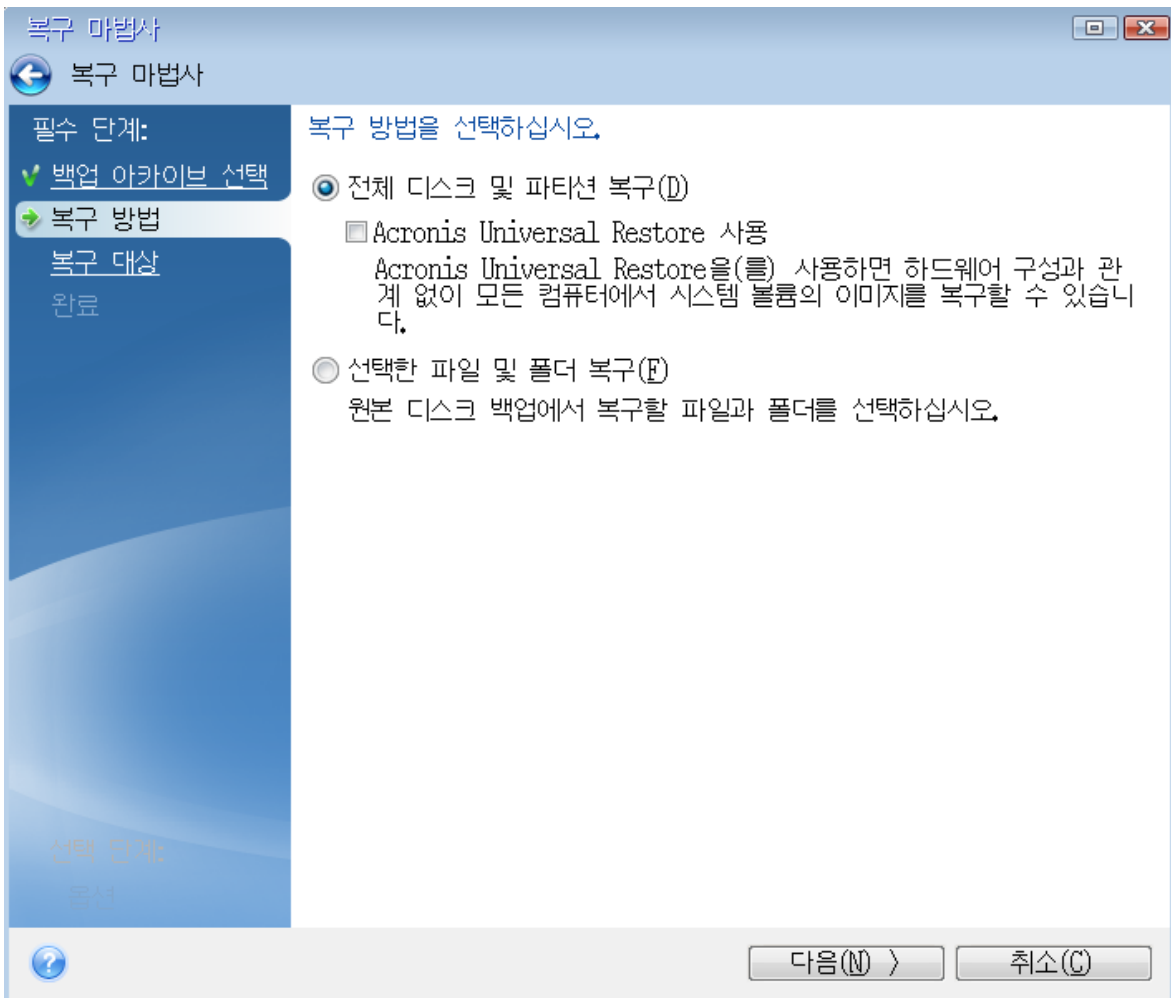 복구 마법사
복구 마법사
필수 단계:
백업 아카이브 선택
복구 방법
복구 대상
완료
선택 단계:
옵션
복구 방법을 선택하십시오.
전체 디스크 및 파티션 복구(D)
Acronis Universal Restore 사용
Acronis Universal Restore을(를) 사용하면 하드웨어 구성과 관
계 없이 모든 컴퓨터에서 시스템 볼륨의 이미지를 복구할 수 있습니
다.
선택한 파일 및 폴더 복구(F)
원본 디스크 백업에서 복구할 파일과 폴더를 선택하십시오.
다음(N) >
취소(C)